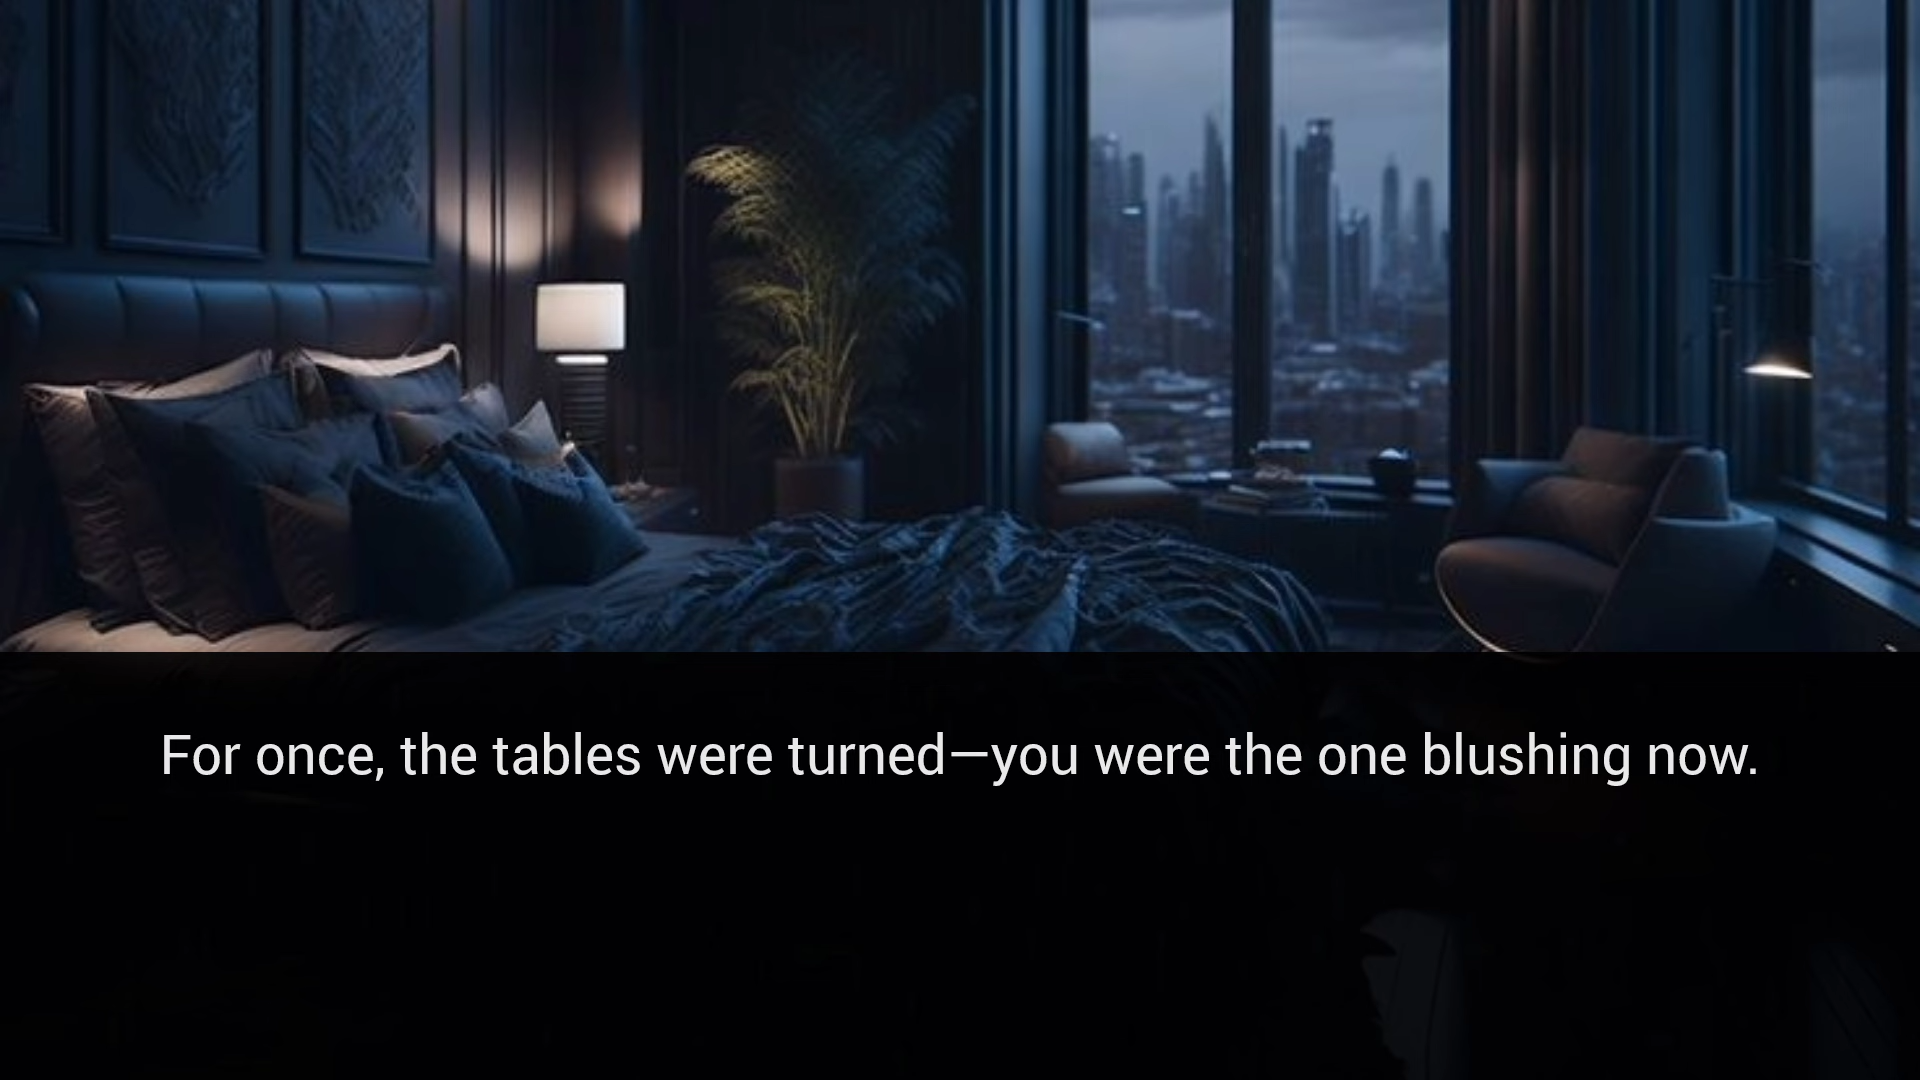 For once, the tables were turned—you were the one blushing now.